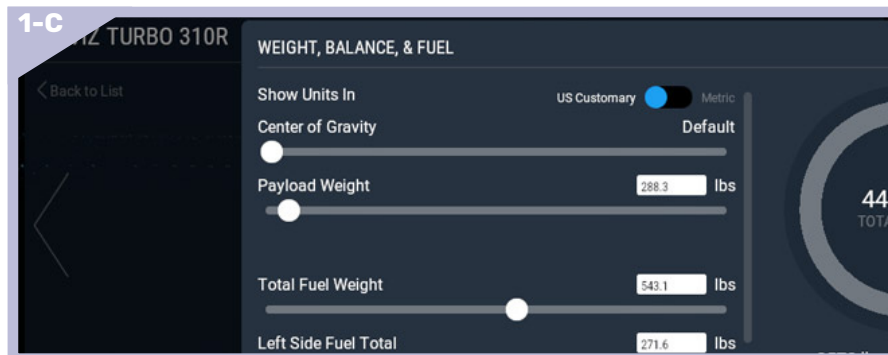 1-C
TURBO 310R
WEIGHT, BALANCE, & FUEL
Back to List
Show Units In
US Customary
Metric
Center of Gravity
Default
Payload Weight
288.3 lbs
44
Total Fuel Weight
543.1 lbs
Left Side Fuel Total
271.6 lbs